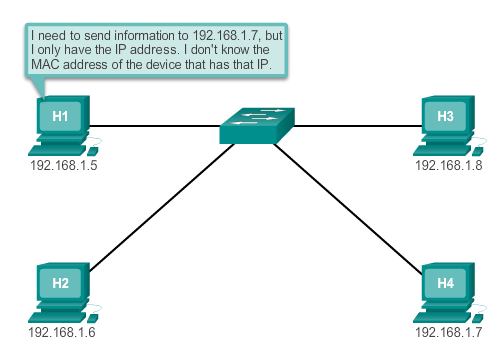 I need to send information to 192.168.1.7, but
I only have the IP address. I don't know the
MAC address of the device that has that IP.
H1
192.168.1.5
H3
192.168.1.8
H2
192.168.1.6
H4
192.168.1.7